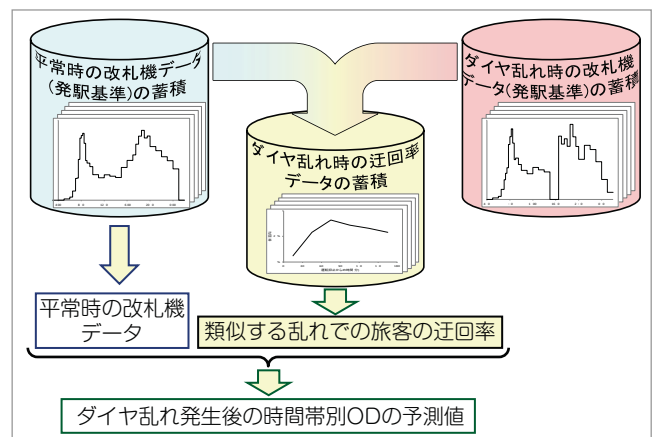 平常時の改札機データ
(発駅基準)の蓄積
ダイヤ乱れ時の改札機
データ(発駅基準)の蓄積
ダイヤ乱れ時の迂回率
データの蓄積
平常時の改札機
データ
類似する乱れでの旅客の迂回率
ダイヤ乱れ発生後の時間帯別ODの予測値